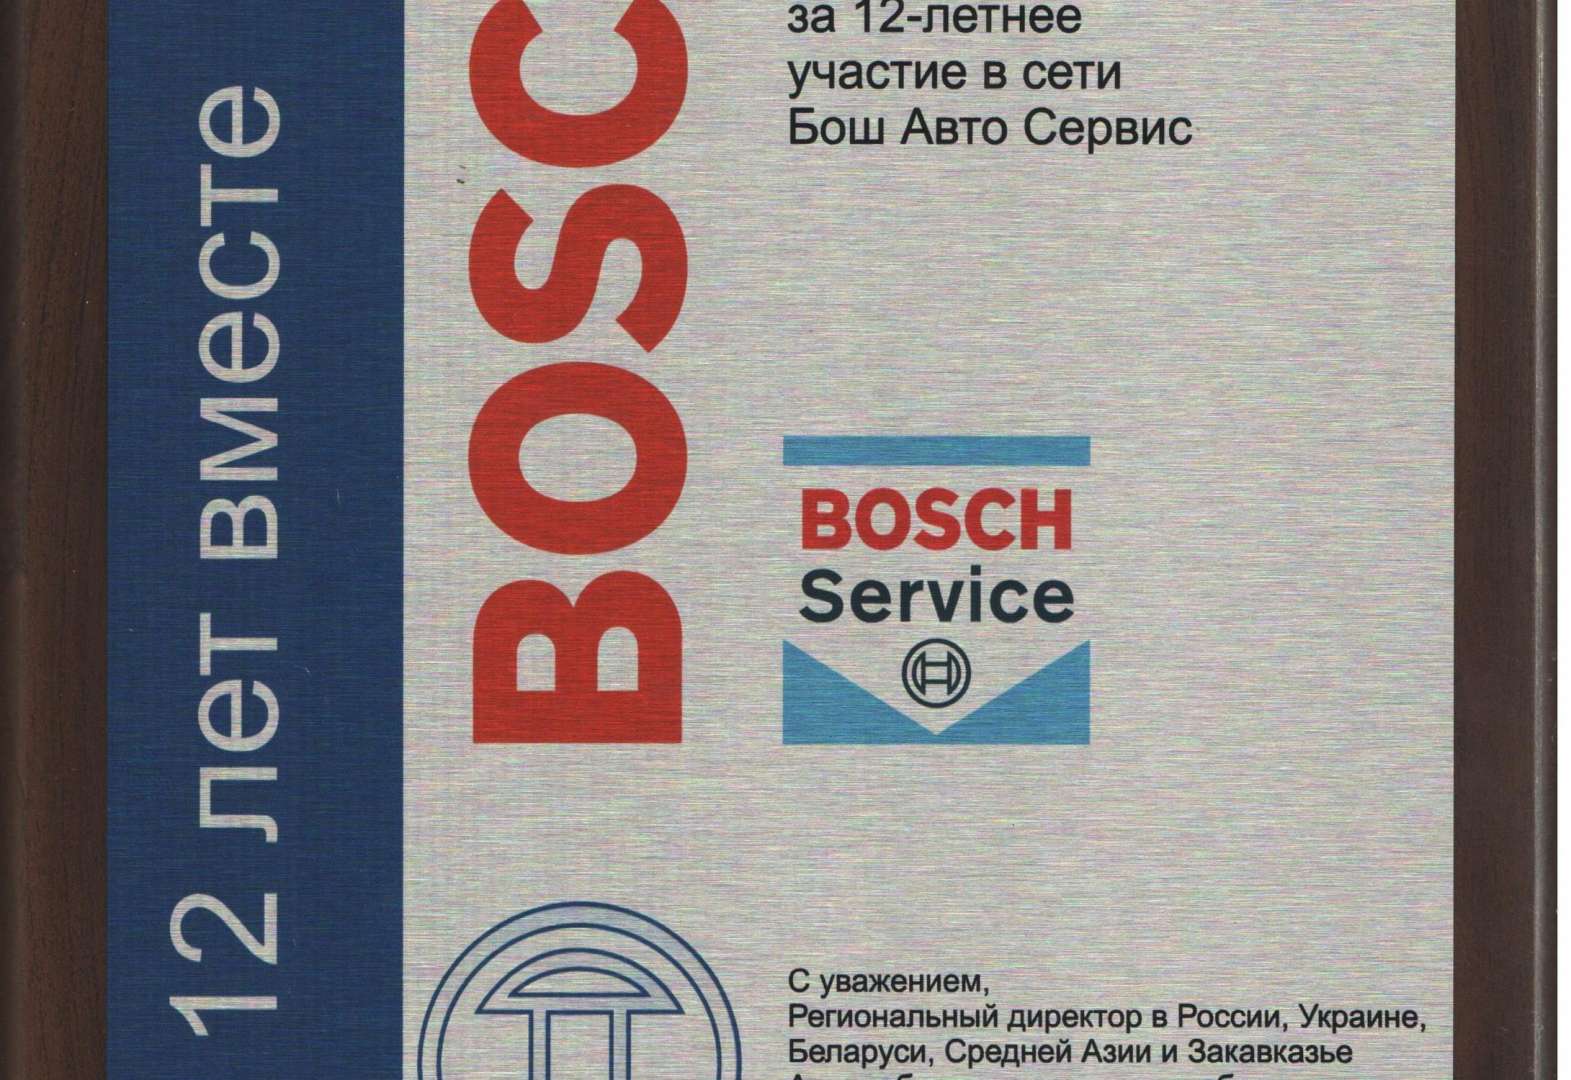 12 лет вместе
BOSC
за 12-летнее
участие в сети
Бош Авто Сервис
BOSCH
Service
С уважением,
Региональный директор в России, Украине,
Беларуси, Средней Азии и Закавказье